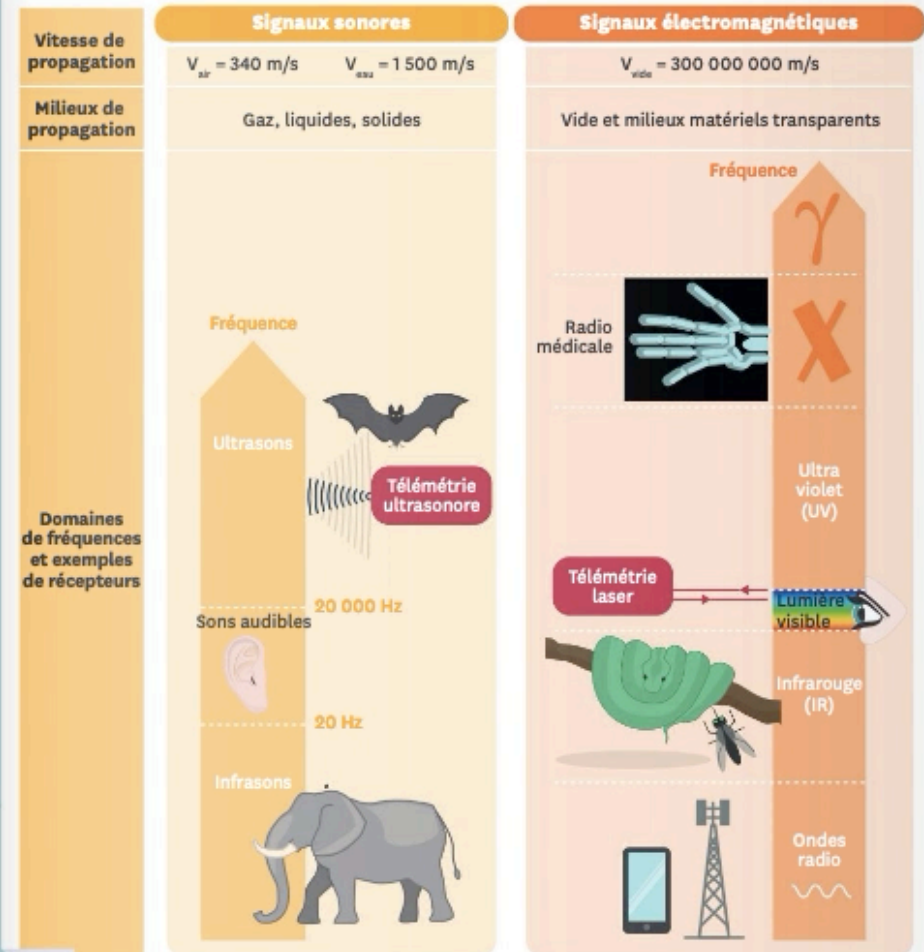 Signaux sonores
Signaux électromagnétiques
Vitesse de
propagation
V air = 340 m/s V eau = 1 500 m/s
V vide = 300 000 000 m/s
Milieux de
propagation
Gaz, liquides, solides
Vide et milieux matériels transparents
Domaines
de fréquences
et exemples
de récepteurs
Fréquence
Ultrasons
Télémétrie
ultrasonore
20 000 Hz
Sons audibles
20 Hz
Infrasons
Fréquence
γ
Radio
médicale
X
Ultra
violet
(UV)
Télémétrie
laser
Lumière
visible
Infrarouge
(IR)
Ondes
radio